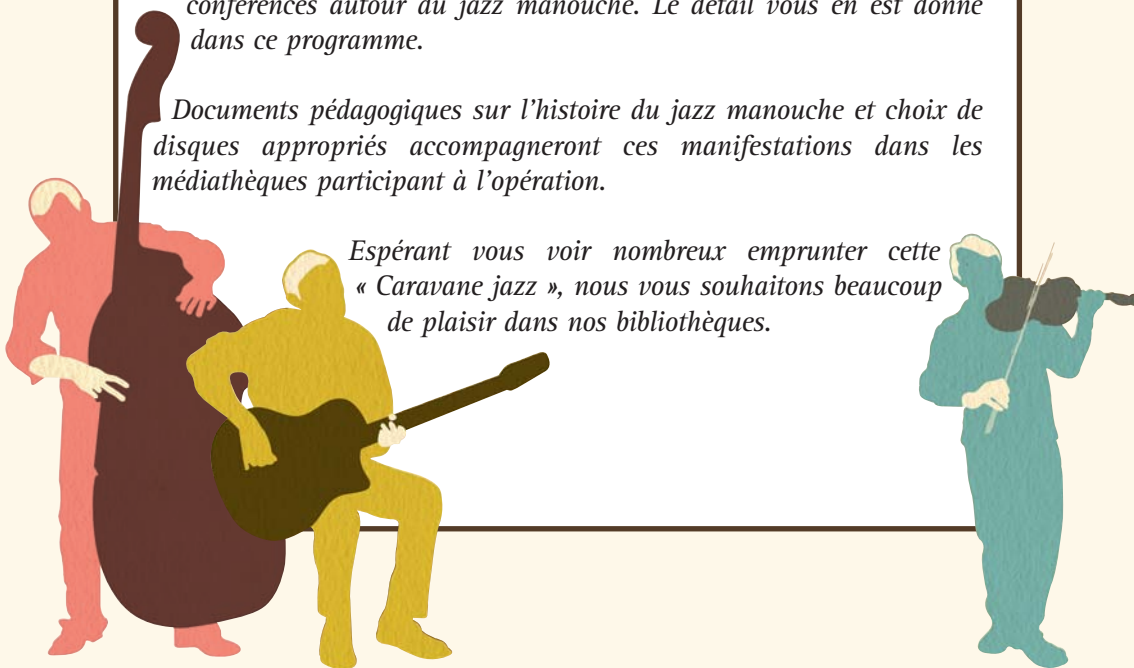 conférences autour du jazz manouche. Le détail vous en est donné
dans ce programme.
Documents pédagogiques sur l'histoire du jazz manouche et choix de
disques appropriés accompagneront ces manifestations dans les
médiathèques participant à l'opération.
Espérant vous voir nombreux emprunter cette
« Caravane jazz », nous vous souhaitons beaucoup
de plaisir dans nos bibliothèques.